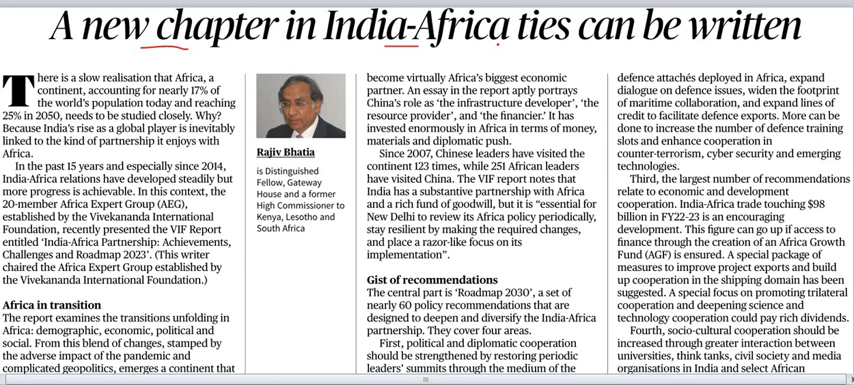 A new chapter in India-Africa ties can be written
There is a slow realisation that Africa, a
continent, accounting for nearly 17% of
the world's population today and reaching
25% in 2050, needs to be studied closely. Why?
Because India's rise as a global player is inevitably
linked to the kind of partnership it enjoys with
Africa.
In the past 15 years and especially since 2014,
India-Africa relations have developed steadily but
more progress is achievable. In this context, the
20-member Africa Expert Group (AEG),
established by the Vivekananda International
Foundation, recently presented the VIF Report
entitled 'India-Africa Partnership: Achievements,
Challenges and Roadmap 2023'. (This writer
chaired the Africa Expert Group established by
the Vivekananda International Foundation.)
Africa in transition
The report examines the transitions unfolding in
Africa: demographic, economic, political and
social. From this blend of changes, stamped by
the adverse impact of the pandemic and
complicated geopolitics, emerges a continent that
Rajiv Bhatia
is Distinguished
Fellow, Gateway
House and a former
High Commissioner to
Kenya, Lesotho and
South Africa
become virtually Africa's biggest economic
partner. An essay in the report aptly portrays
China's role as 'the infrastructure developer', 'the
resource provider', and 'the financier.' It has
invested enormously in Africa in terms of money,
materials and diplomatic push.
Since 2007, Chinese leaders have visited the
continent 123 times, while 251 African leaders
have visited China. The VIF report notes that
India has a substantive partnership with Africa
and a rich fund of goodwill, but it is "essential for
New Delhi to review its Africa policy periodically,
stay resilient by making the required changes,
and place a razor-like focus on its
implementation".
Gist of recommendations
The central part is 'Roadmap 2030', a set of
nearly 60 policy recommendations that are
designed to deepen and diversify the India-Africa
partnership. They cover four areas.
First, political and diplomatic cooperation
should be strengthened by restoring periodic
leaders' summits through the medium of the
defence attachés deployed in Africa, expand
dialogue on defence issues, widen the footprint
of maritime collaboration, and expand lines of
credit to facilitate defence exports. More can be
done to increase the number of defence training
slots and enhance cooperation in
counter-terrorism, cyber security and emerging
technologies.
Third, the largest number of recommendations
relate to economic and development
cooperation. India-Africa trade touching $98
billion in FY22-23 is an encouraging
development. This figure can go up if access to
finance through the creation of an Africa Growth
Fund (AGF) is ensured. A special package of
measures to improve project exports and build
up cooperation in the shipping domain has been
suggested. A special focus on promoting trilateral
cooperation and deepening science and
technology cooperation could pay rich dividends.
Fourth, socio-cultural cooperation should be
increased through greater interaction between
universities, think tanks, civil society and media
organisations in India and select African